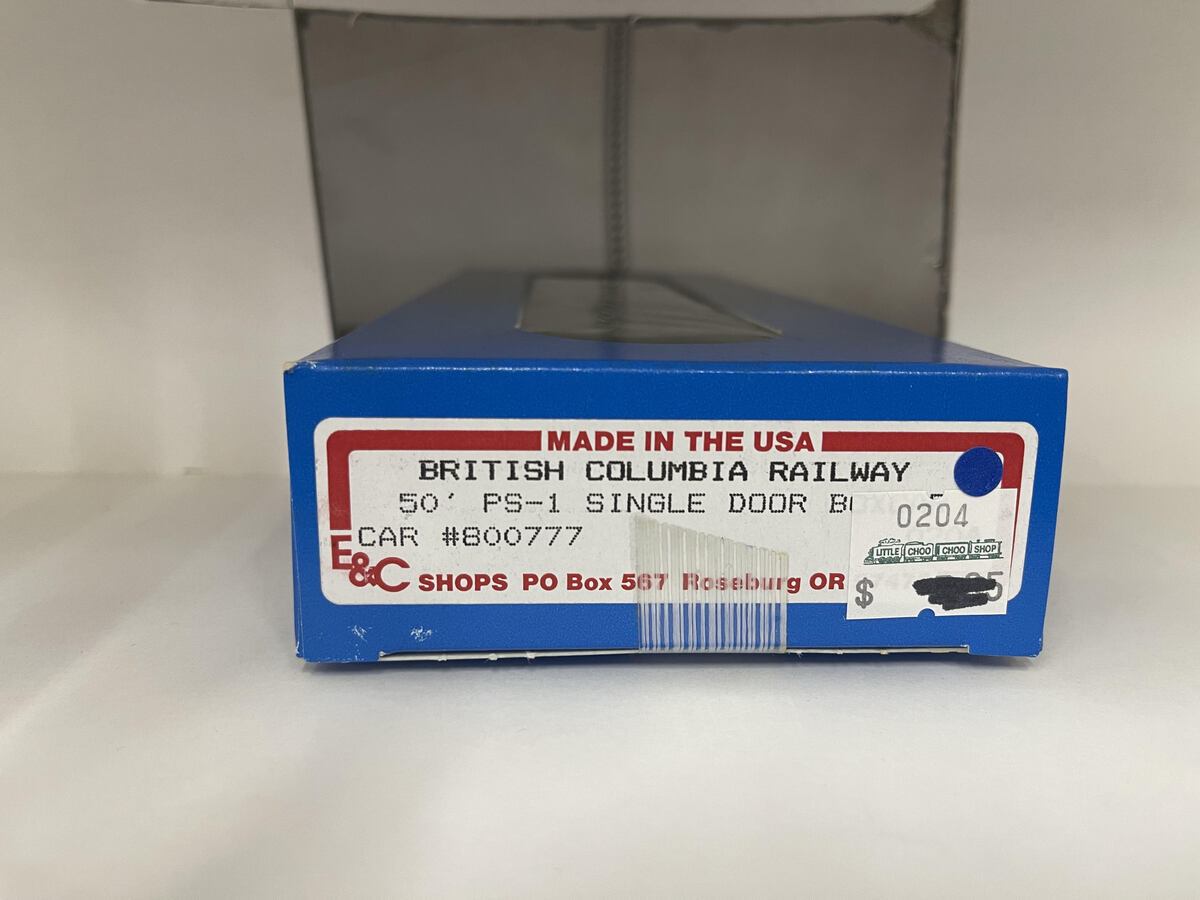 MADE IN THE USA
BRITISH COLUMBIA RAILWAY
50' PS-1 SINGLE DOOR
CAR #800777
E&C SHOPS PO Box 567 Roseburg OR
0204
LITTLE CHOO CHOO SHOP
$